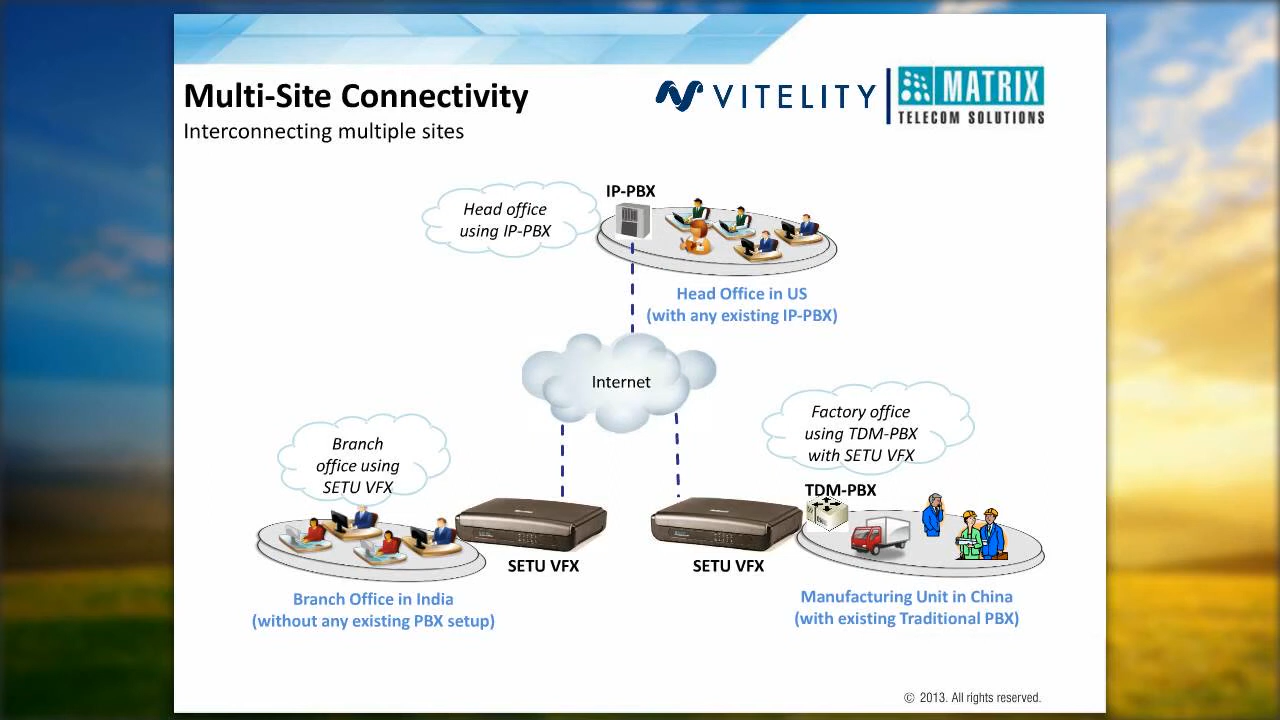 Multi-Site Connectivity
Interconnecting multiple sites
VITELITY
MATRIX
TELECOM SOLUTIONS
IP-PBX
Head office
using IP-PBX
Head Office in US
(with any existing IP-PBX)
Internet
Branch
office using
SETU VFX
Factory office
using TDM-PBX
with SETU VFX
TDM-PBX
SETU VFX
SETU VFX
Branch Office in India
(without any existing PBX setup)
Manufacturing Unit in China
(with existing Traditional PBX)
© 2013. All rights reserved.